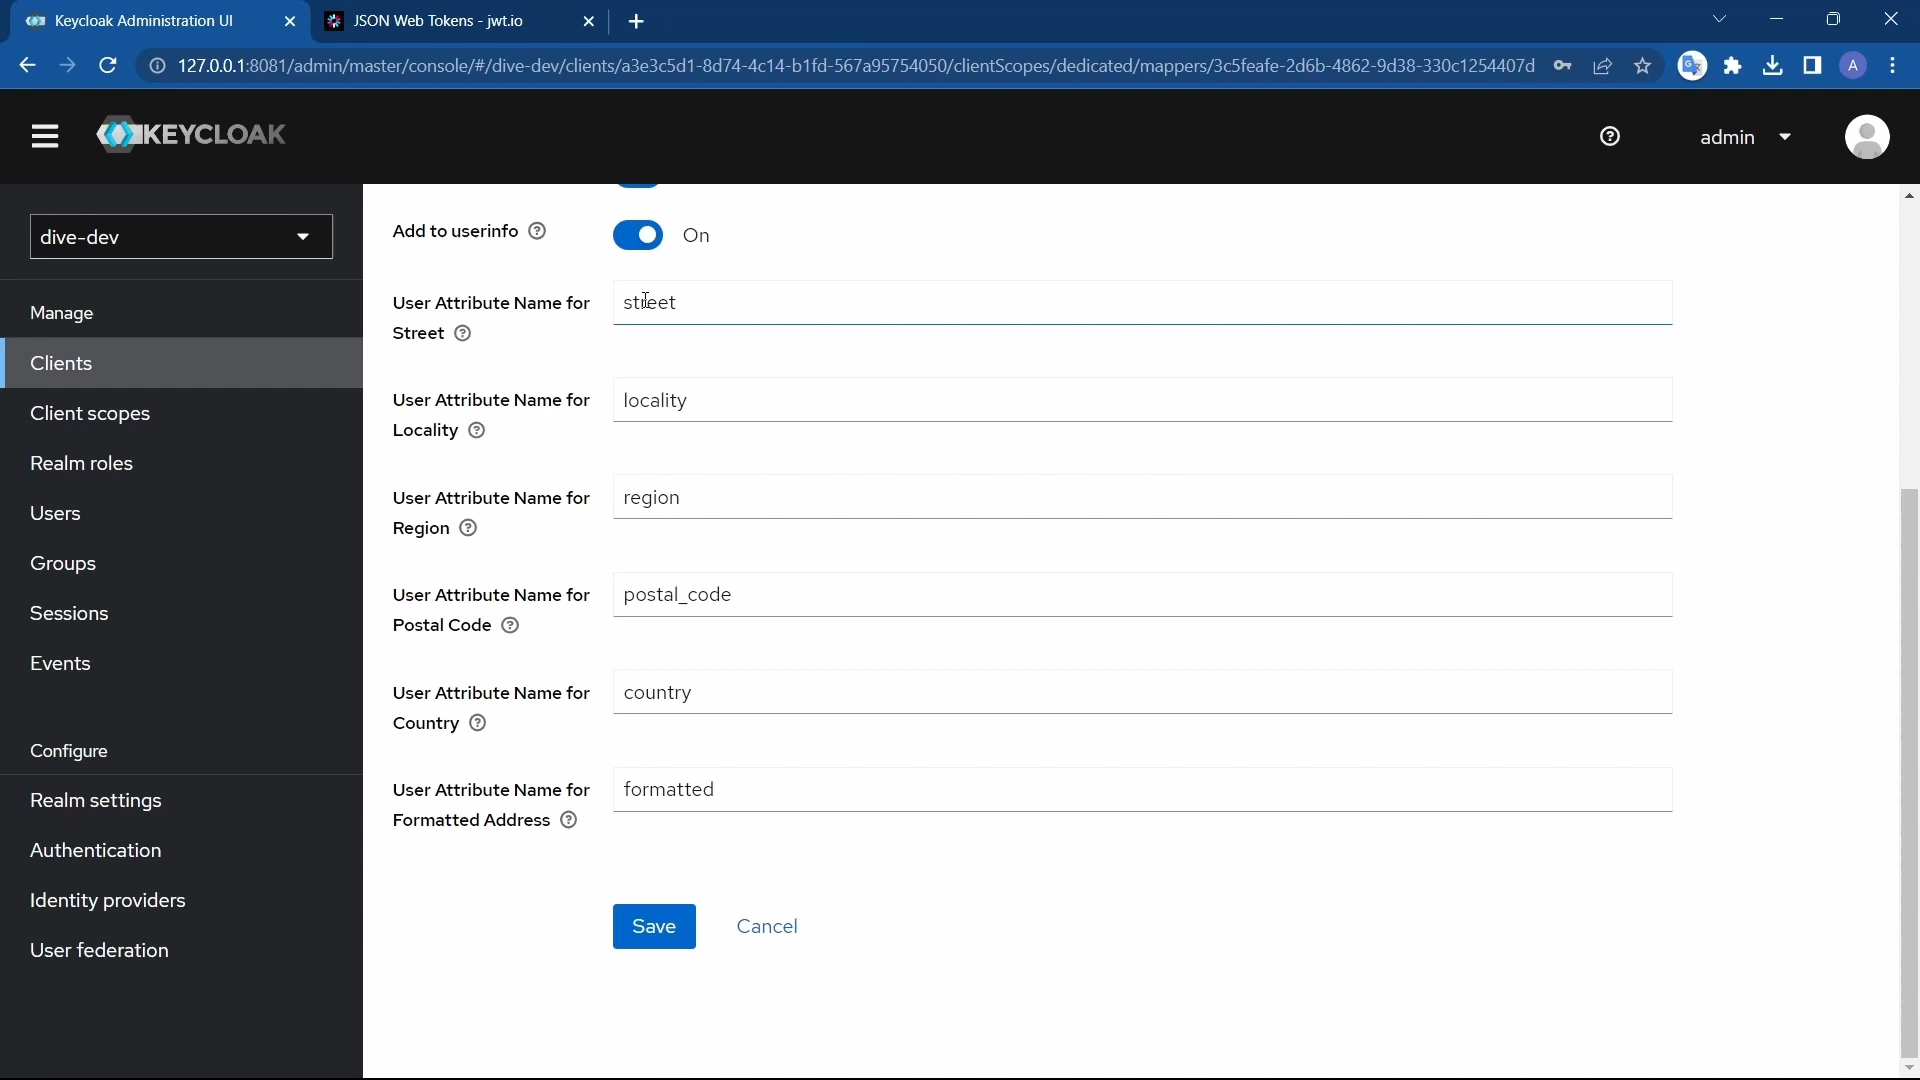 Keycloak Administration UI
JSON Web Tokens - jwt.io
127.0.0.1:8081/admin/master/console/#/dive-dev/clients/a3e3c5d1-8d74-4c14-b1fd-567a95754050/clientScopes/dedicated/mappers/3c5feafe-2d6b-4862-9d38-330c1254407d
A
KEYCLOAK
admin
dive-dev
Manage
Clients
Client scopes
Realm roles
Users
Groups
Sessions
Events
Configure
Realm settings
Authentication
Identity providers
User federation
Add to userinfo
On
User Attribute Name for
Street
street
User Attribute Name for
Locality
locality
User Attribute Name for
Region
region
User Attribute Name for
Postal Code
postal_code
User Attribute Name for
Country
country
User Attribute Name for
Formatted Address
formatted
Save
Cancel